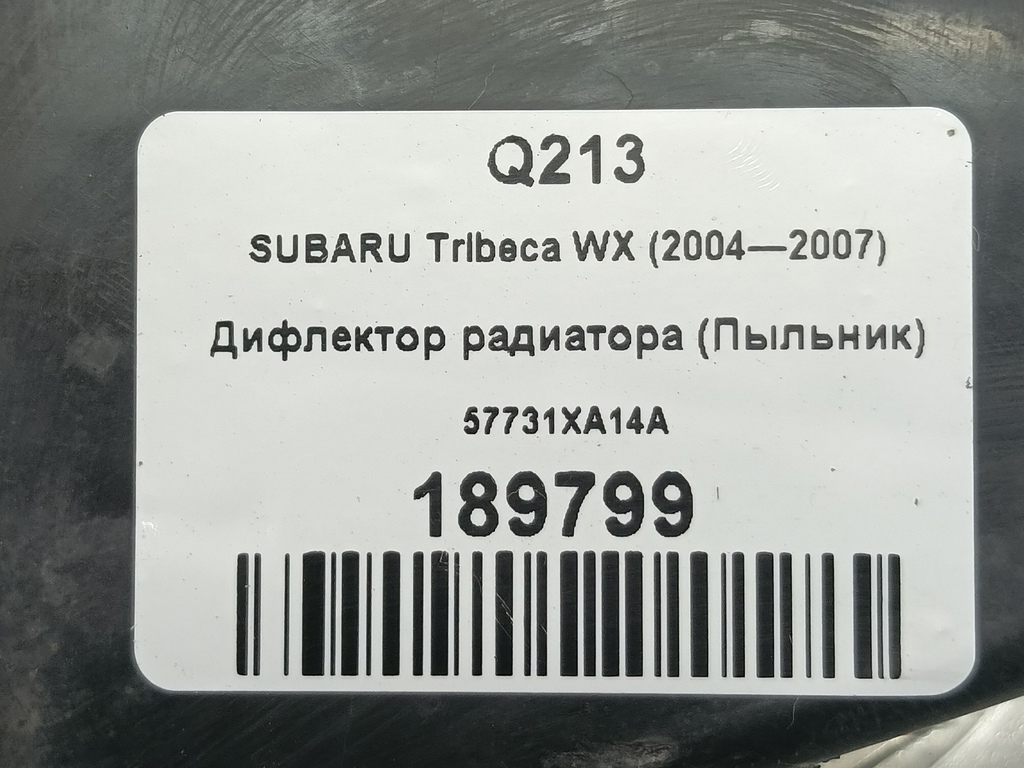 Q213
SUBARU Tribeca WX (2004—2007)
Дифлектор радиатора (Пыльник)
57731XA14A
189799